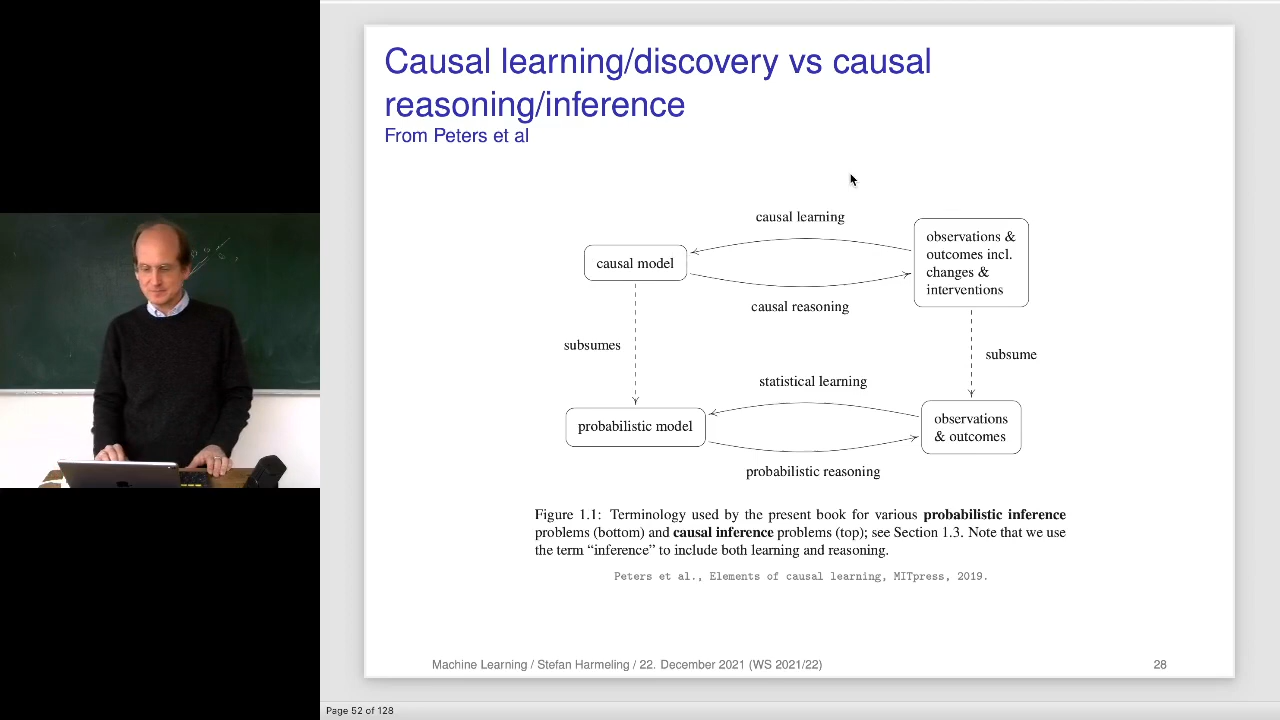 Causal learning/discovery vs causal
reasoning/inference
From Peters et al
causal learning
observations &
outcomes incl.
changes &
interventions
causal model
causal reasoning
subsumes
subsume
statistical learning
observations
& outcomes
probabilistic model
probabilistic reasoning
Figure 1.1: Terminology used by the present book for various probabilistic inference
problems (bottom) and causal inference problems (top); see Section 1.3. Note that we use
the term “inference” to include both learning and reasoning.
Peters et al., Elements of causal learning, MITpress, 2019.
Machine Learning / Stefan Harmeling / 22. December 2021 (WS 2021/22)
28
Page 52 of 128